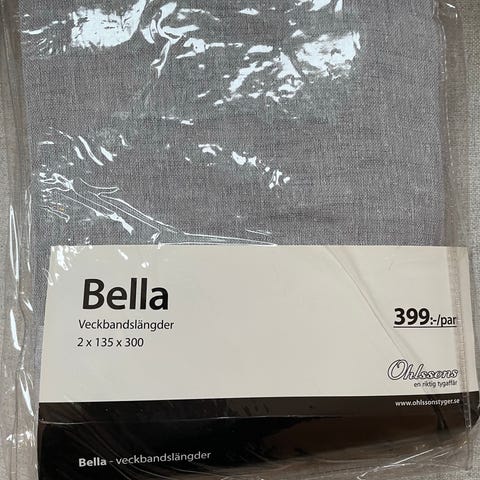 Bella
Veckbandslängder
2 x 135 x 300
399:-/par
Ohlssons
en riktig tygaffär
www.ohlssonstyger.se
Bella - veckbandslängder